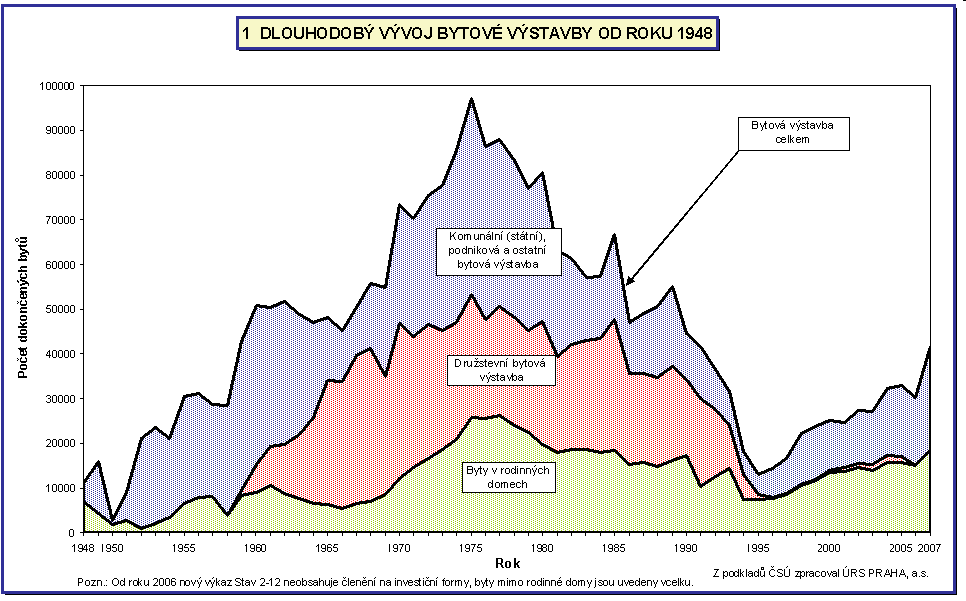 1 DLOUHODOBÝ VÝVOJ BYTOVÉ VÝSTAVBY OD ROKU 1948
100000
90000
80000
70000
60000
50000
40000
30000
20000
10000
0
Počet dokončených bytů
Bytová výstavba
celkem
Komunální (státní),
podniková a ostatní
bytová výstavba
Družstevní bytová
výstavba
Byty v rodinných
domech
1948 1950 1955 1960 1965 1970 1975 1980 1985 1990 1995 2000 2005 2007
Rok
Z podkladů ČSÚ zpracoval ÚRS PRAHA, a.s.
Pozn.: Od roku 2006 nový výkaz Stav 2-12 neobsahuje členění na investiční formy, byty mimo rodinné domy jsou uvedeny vcelku.